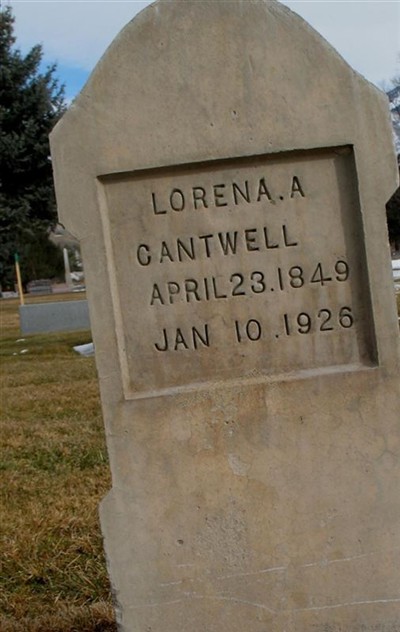 LORENA.A
CANTWELL
APRIL 23.1849
JAN 10.1926